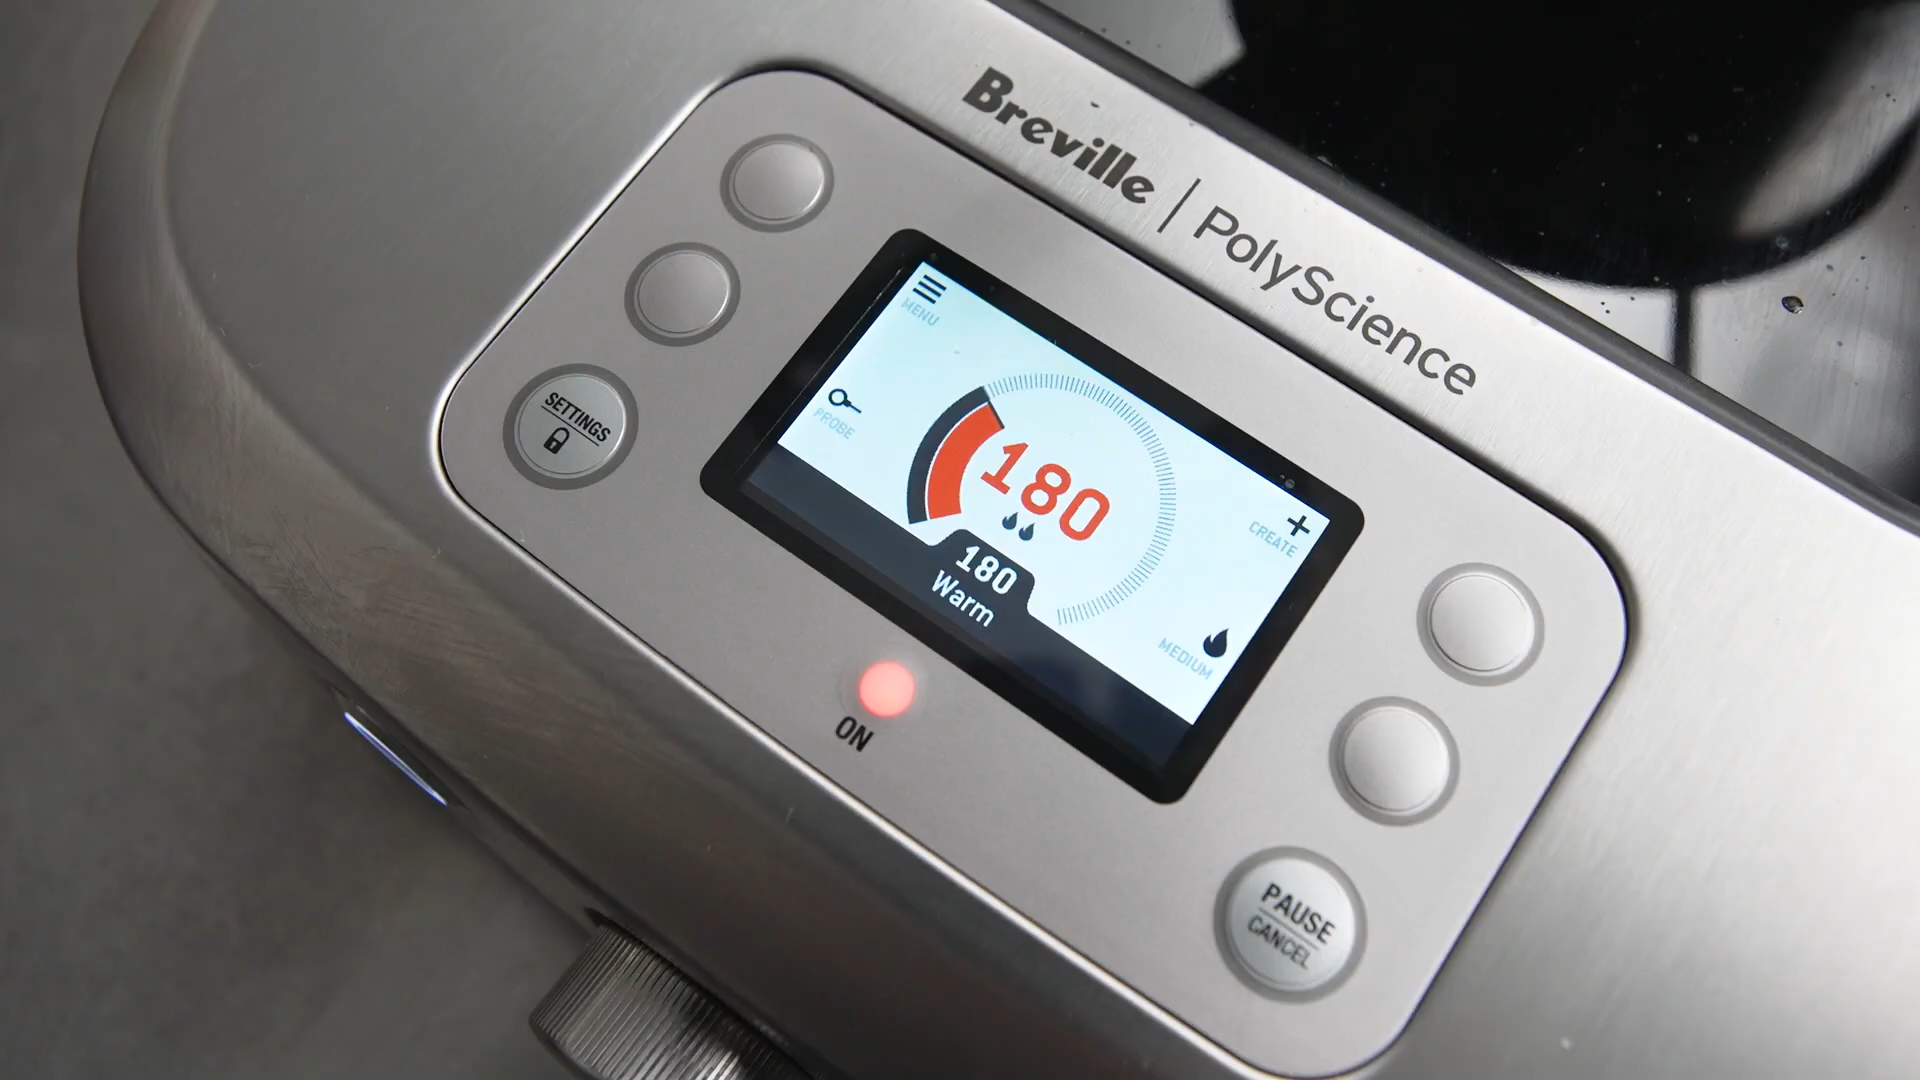 Breville | PolyScience
MENU
PROBE
SETTINGS
180
180
Warm
CREATE
MEDIUM
ON
PAUSE
CANCEL